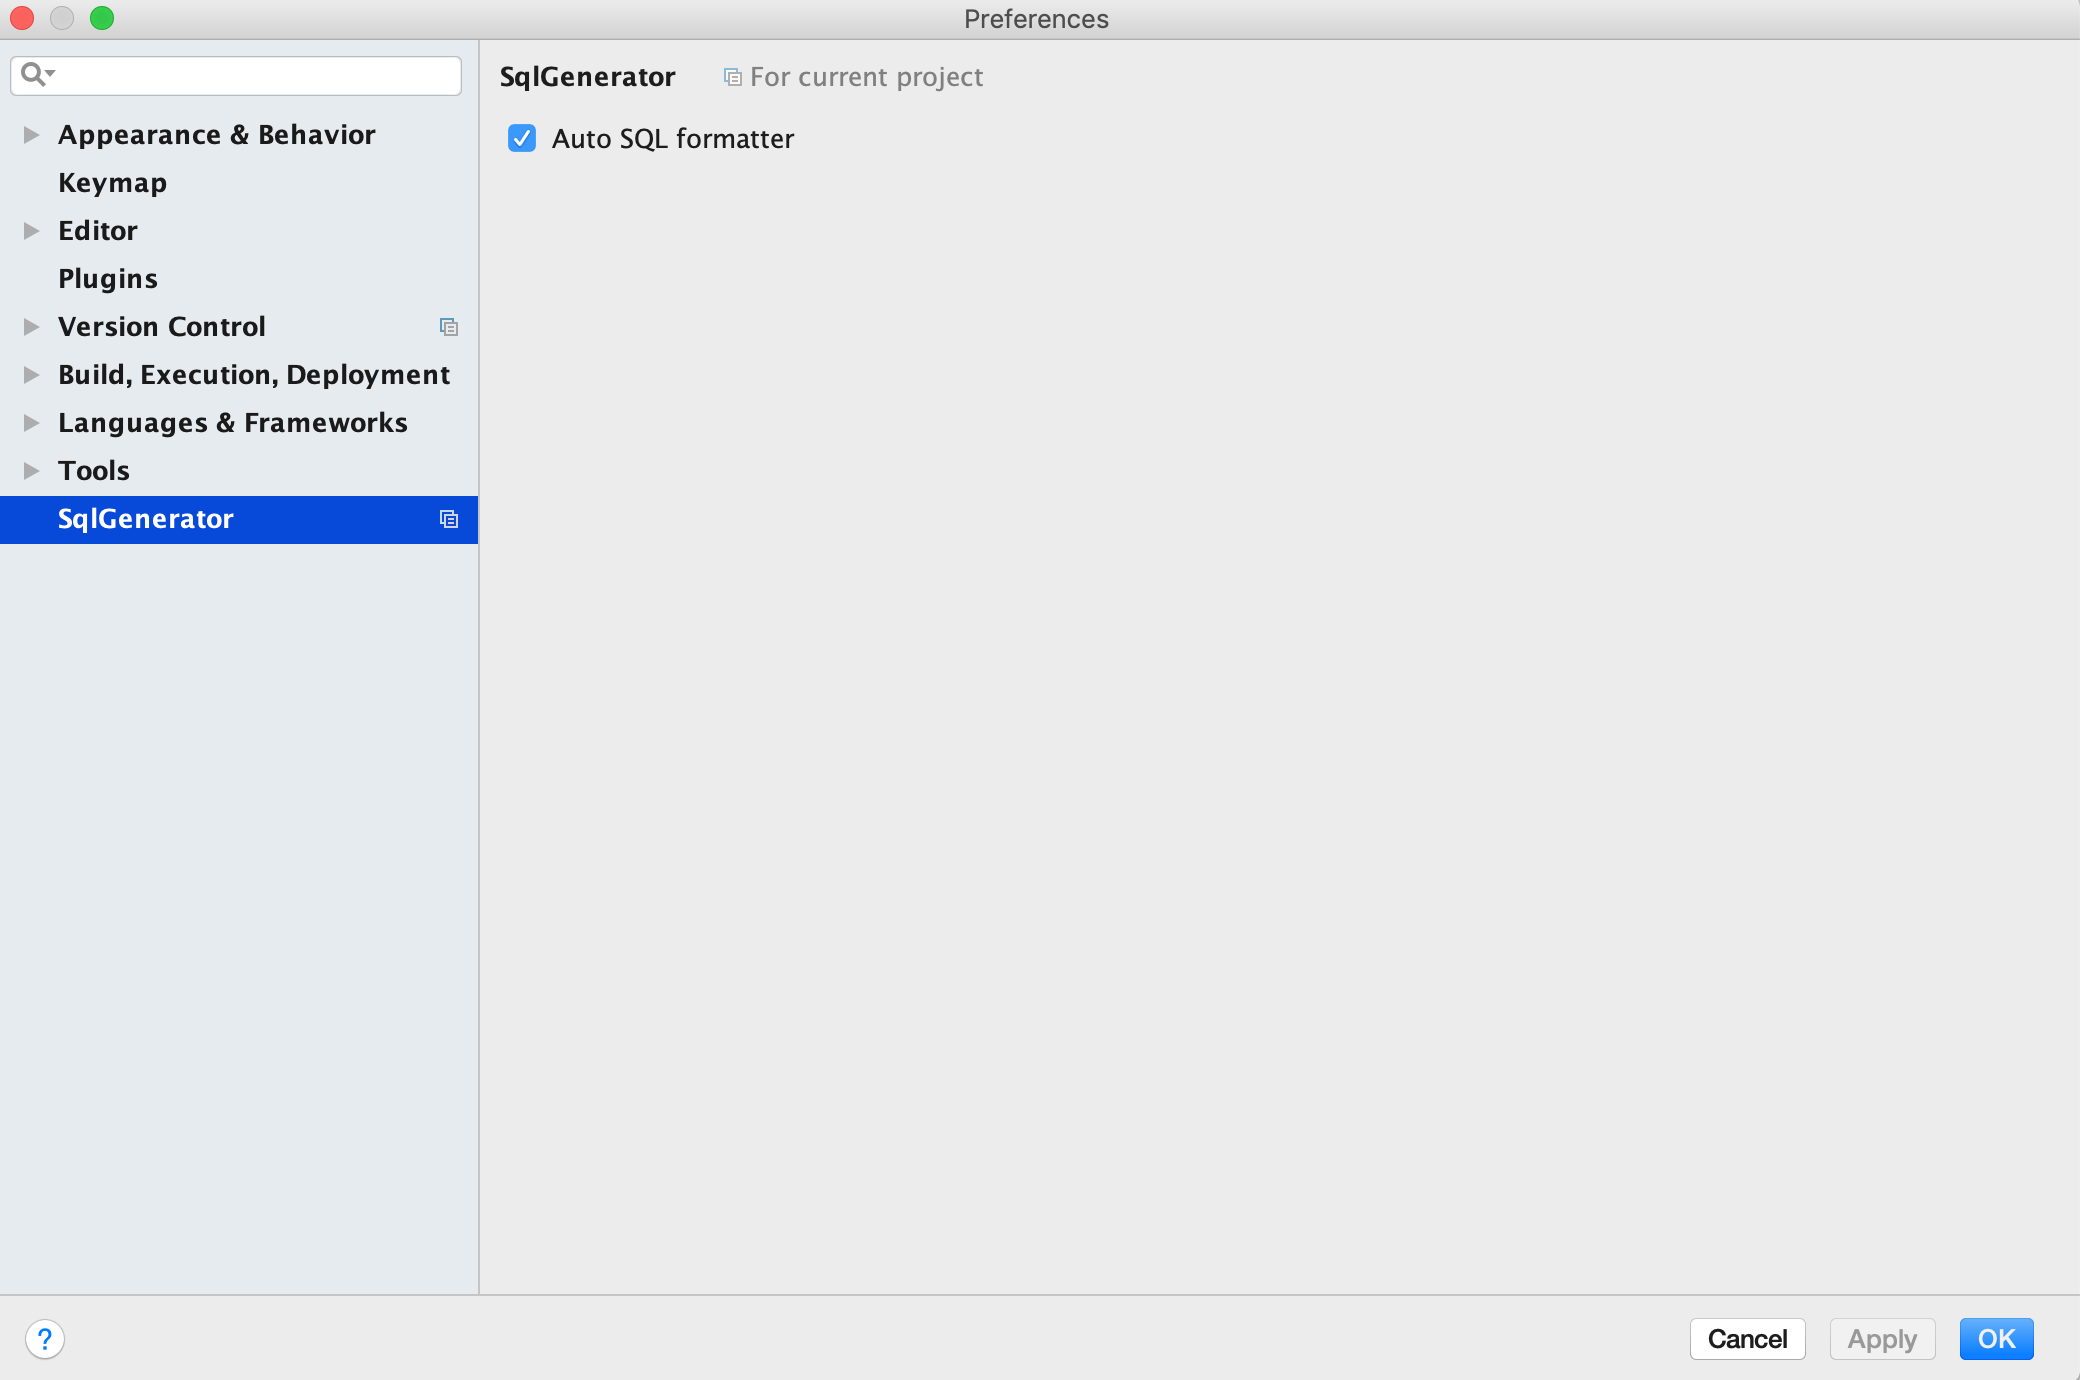 Preferences
SqlGenerator For current project
Auto SQL formatter
Appearance & Behavior
Keymap
Editor
Plugins
Version Control
Build, Execution, Deployment
Languages & Frameworks
Tools
SqlGenerator
?
Cancel Apply OK